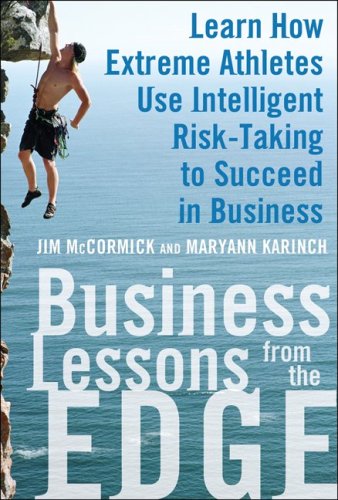 Learn How
Extreme Athletes
Use Intelligent
Risk-Taking
to Succeed
in Business
JIM McCORMICK AND MARYANN KARINCH
Business
Lessons from the
EDGE